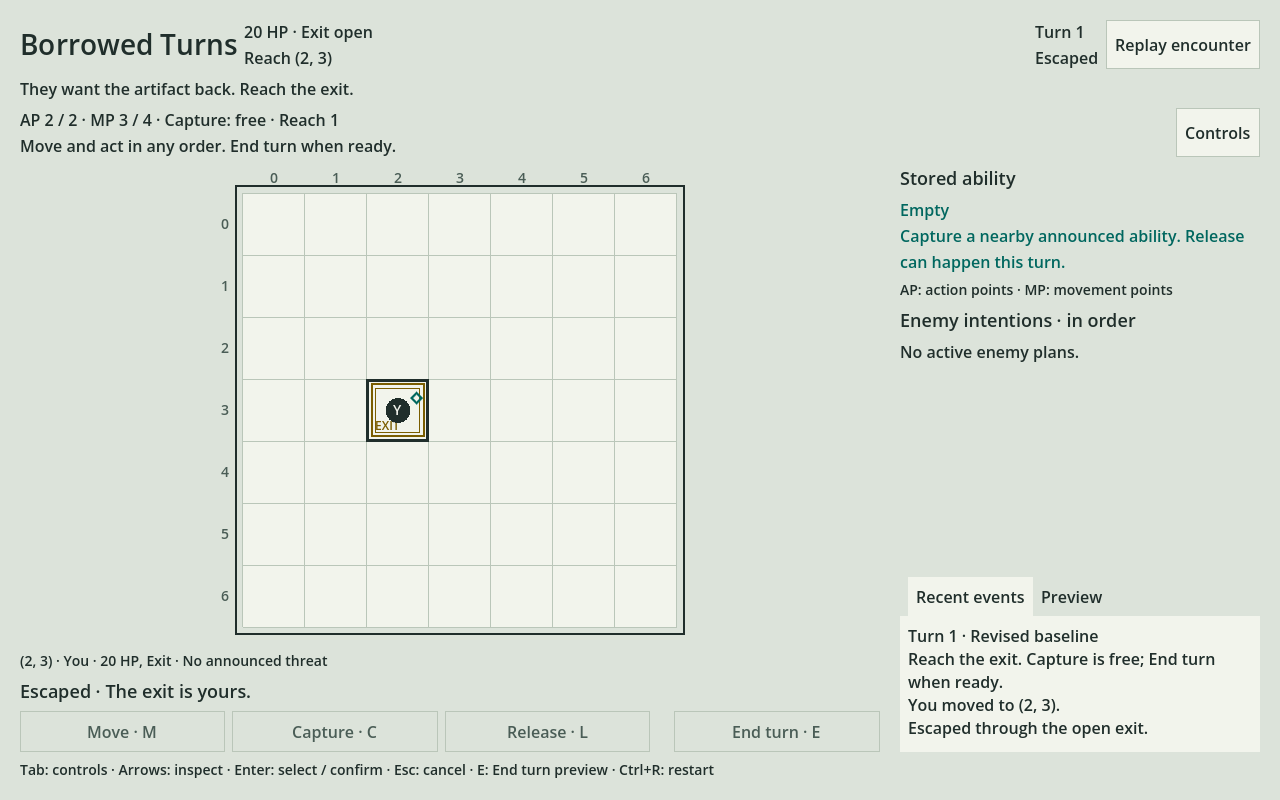 Borrowed Turns
20 HP · Exit open
Reach (2, 3)
Turn 1
Escaped
Replay encounter
They want the artifact back. Reach the exit.
AP 2 / 2 · MP 3 / 4 · Capture: free · Reach 1
Move and act in any order. End turn when ready.
Controls
0 1 2 3 4 5 6
0
1
2
3
4
5
6
Y
EXIT
Stored ability
Empty
Capture a nearby announced ability. Release
can happen this turn.
AP: action points · MP: movement points
Enemy intentions · in order
No active enemy plans.
Recent events
Preview
Turn 1 · Revised baseline
Reach the exit. Capture is free; End turn
when ready.
You moved to (2, 3).
Escaped through the open exit.
(2, 3) · You · 20 HP, Exit · No announced threat
Escaped · The exit is yours.
Move · M
Capture · C
Release · L
End turn · E
Tab: controls · Arrows: inspect · Enter: select / confirm · Esc: cancel · E: End turn preview · Ctrl+R: restart